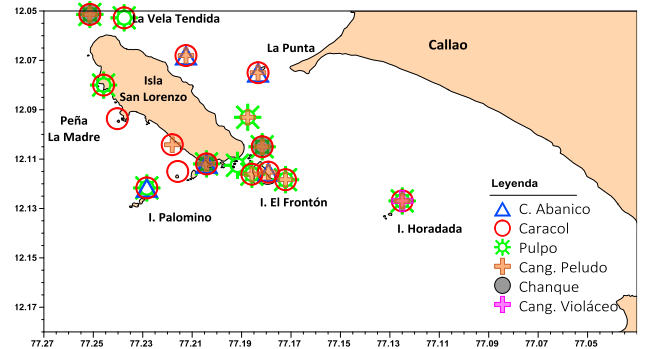 12.05
12.07
12.09
12.11
12.13
12.15
12.17
77.27
77.25
77.23
77.21
77.19
77.17
77.15
77.13
77.11
77.09
77.07
77.05
77.03
La Vela Tendida
La Punta
Callao
Isla
San Lorenzo
Peña
La Madre
I. Palomino
I. El Frontón
I. Horadada
Leyenda
C. Abanico
Caracol
Pulpo
Cang. Peludo
Chanque
Cang. Violáceo